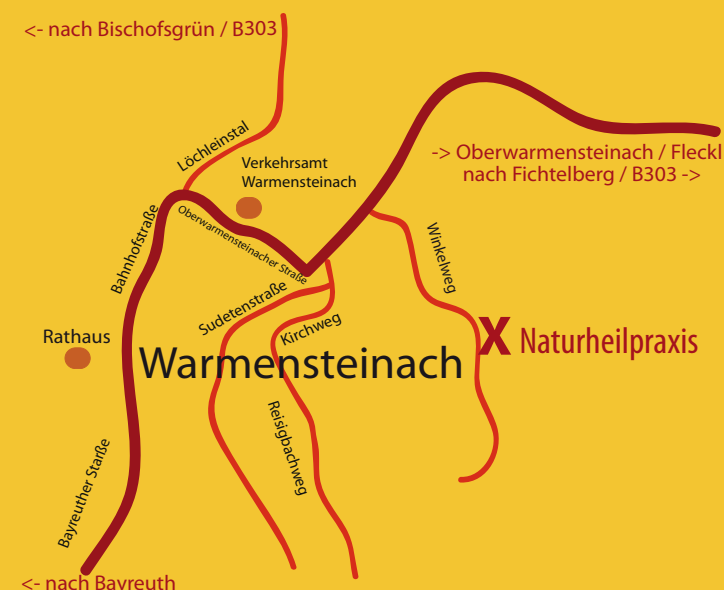 <- nach Bischofsgrün / B303
Löchleinstal
Verkehrsamt
Warmensteinach
-> Oberwarmensteinach / Fleckl
nach Fichtelberg / B303 ->
Bahnhofstraße
Oberwarmensteinacher Straße
Winkelweg
Sudetenstraße
Kirchweg
Rathaus
Warmensteinach
X Naturheilpraxis
Reisigbachweg
Bayreuther Starße
<- nach Bayreuth